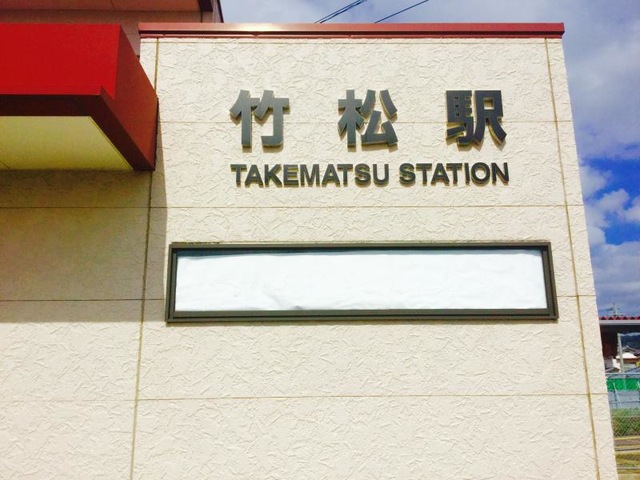 竹松駅
TAKEMATSU STATION